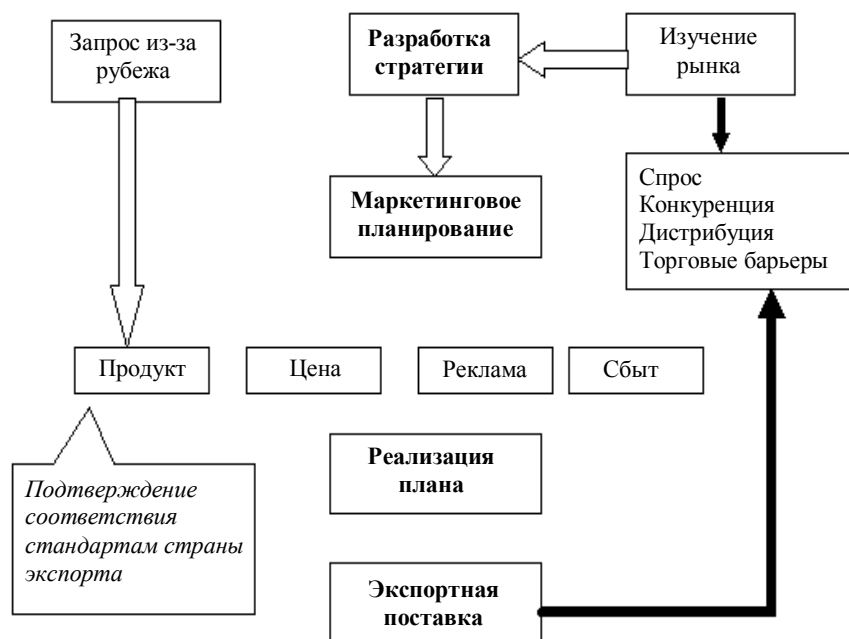 Запрос из-за
рубежа
Разработка
стратегии
Изучение
рынка
Маркетинговое
планирование
Спрос
Конкуренция
Дистрибуция
Торговые барьеры
Продукт
Цена
Реклама
Сбыт
Реализация
плана
Подтверждение
соответствия
стандартам страны
экспорта
Экспортная
поставка